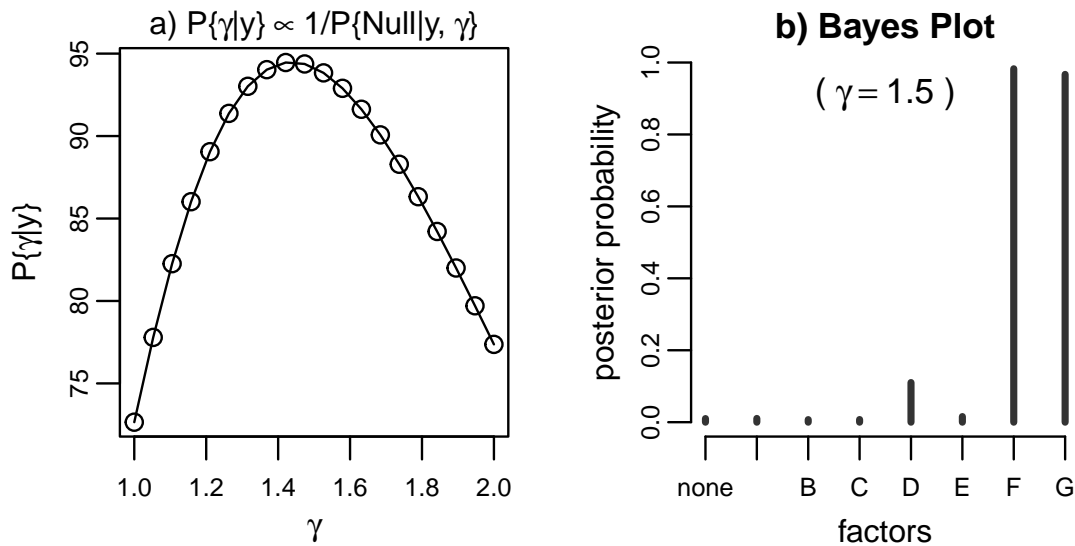 a) P{γ|y} ∝ 1/P{Null|y, γ}
P{γ|y}
95
90
85
80
75
1.0 1.2 1.4 1.6 1.8 2.0
γ
b) Bayes Plot
( γ = 1.5 )
posterior probability
1.0
0.8
0.6
0.4
0.2
0.0
none B C D E F G
factors